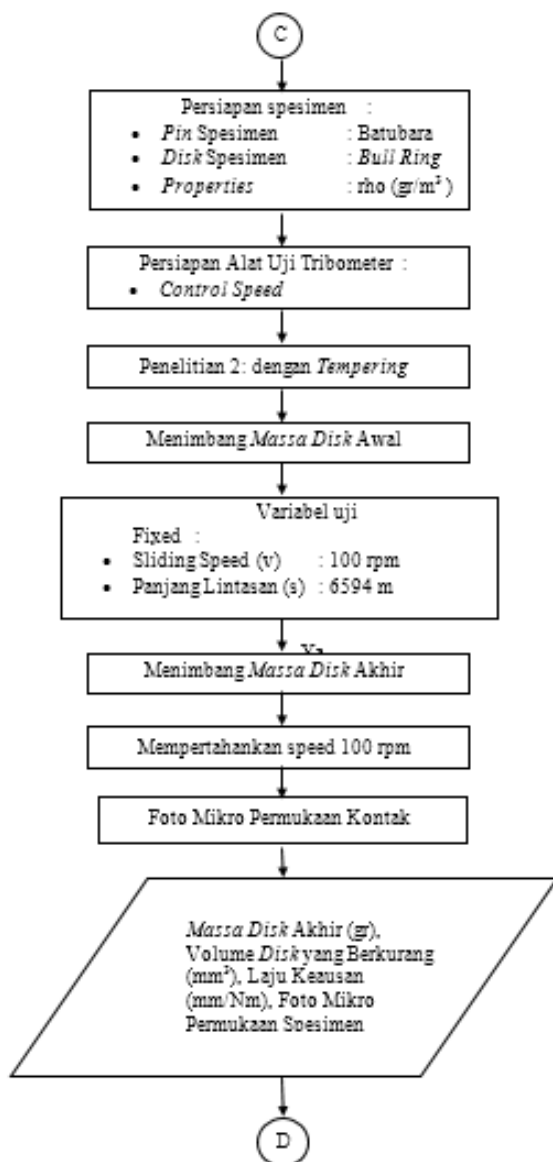 C
Persiapan spesimen :
• Pin Spesimen : Batubara
• Disk Spesimen : Bull Ring
• Properties : rho (gr/m³ )
Persiapan Alat Uji Tribometer :
• Control Speed
Penelitian 2: dengan Tempering
Menimbang Massa Disk Awal
Variabel uji
Fixed :
• Sliding Speed (v) : 100 rpm
• Panjang Lintasan (s) : 6594 m
Menimbang Massa Disk Akhir
Mempertahankan speed 100 rpm
Foto Mikro Permukaan Kontak
Massa Disk Akhir (gr),
Volume Disk yang Berkurang
(mm³), Laju Keausan
(mm/Nm), Foto Mikro
Permukaan Spesimen
D